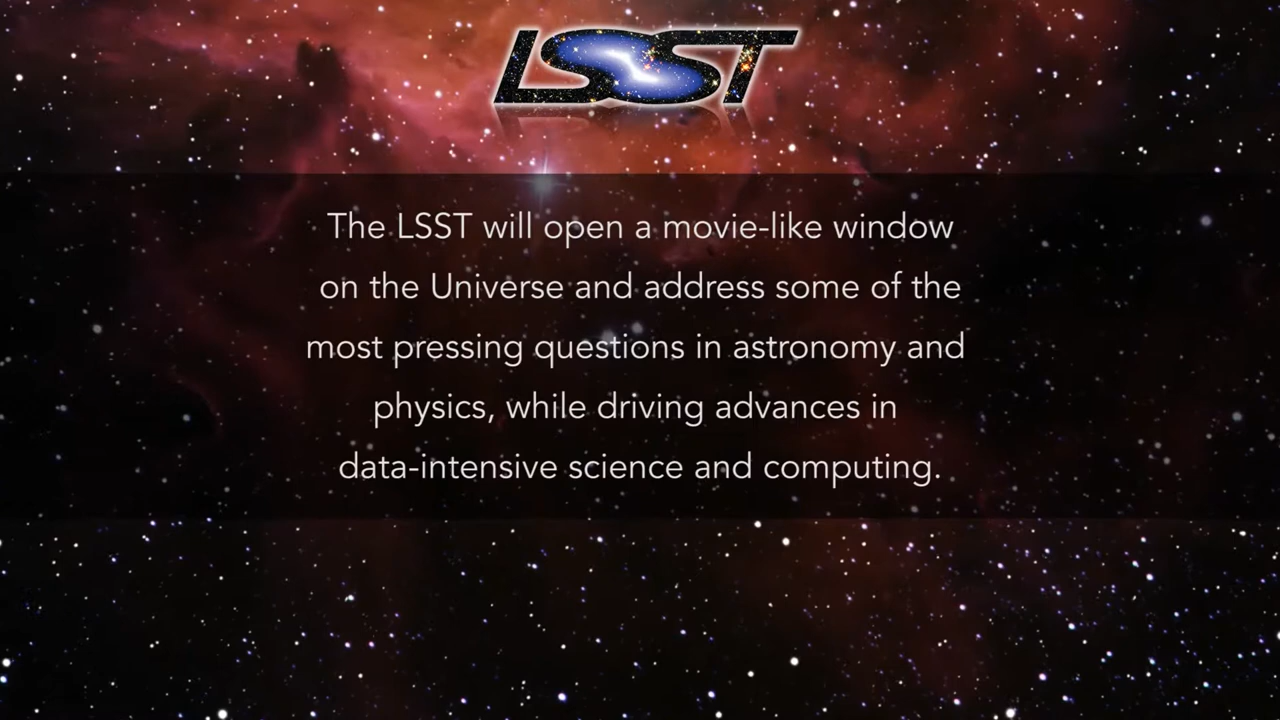 LSST
The LSST will open a movie-like window
on the Universe and address some of the
most pressing questions in astronomy and
physics, while driving advances in
data-intensive science and computing.